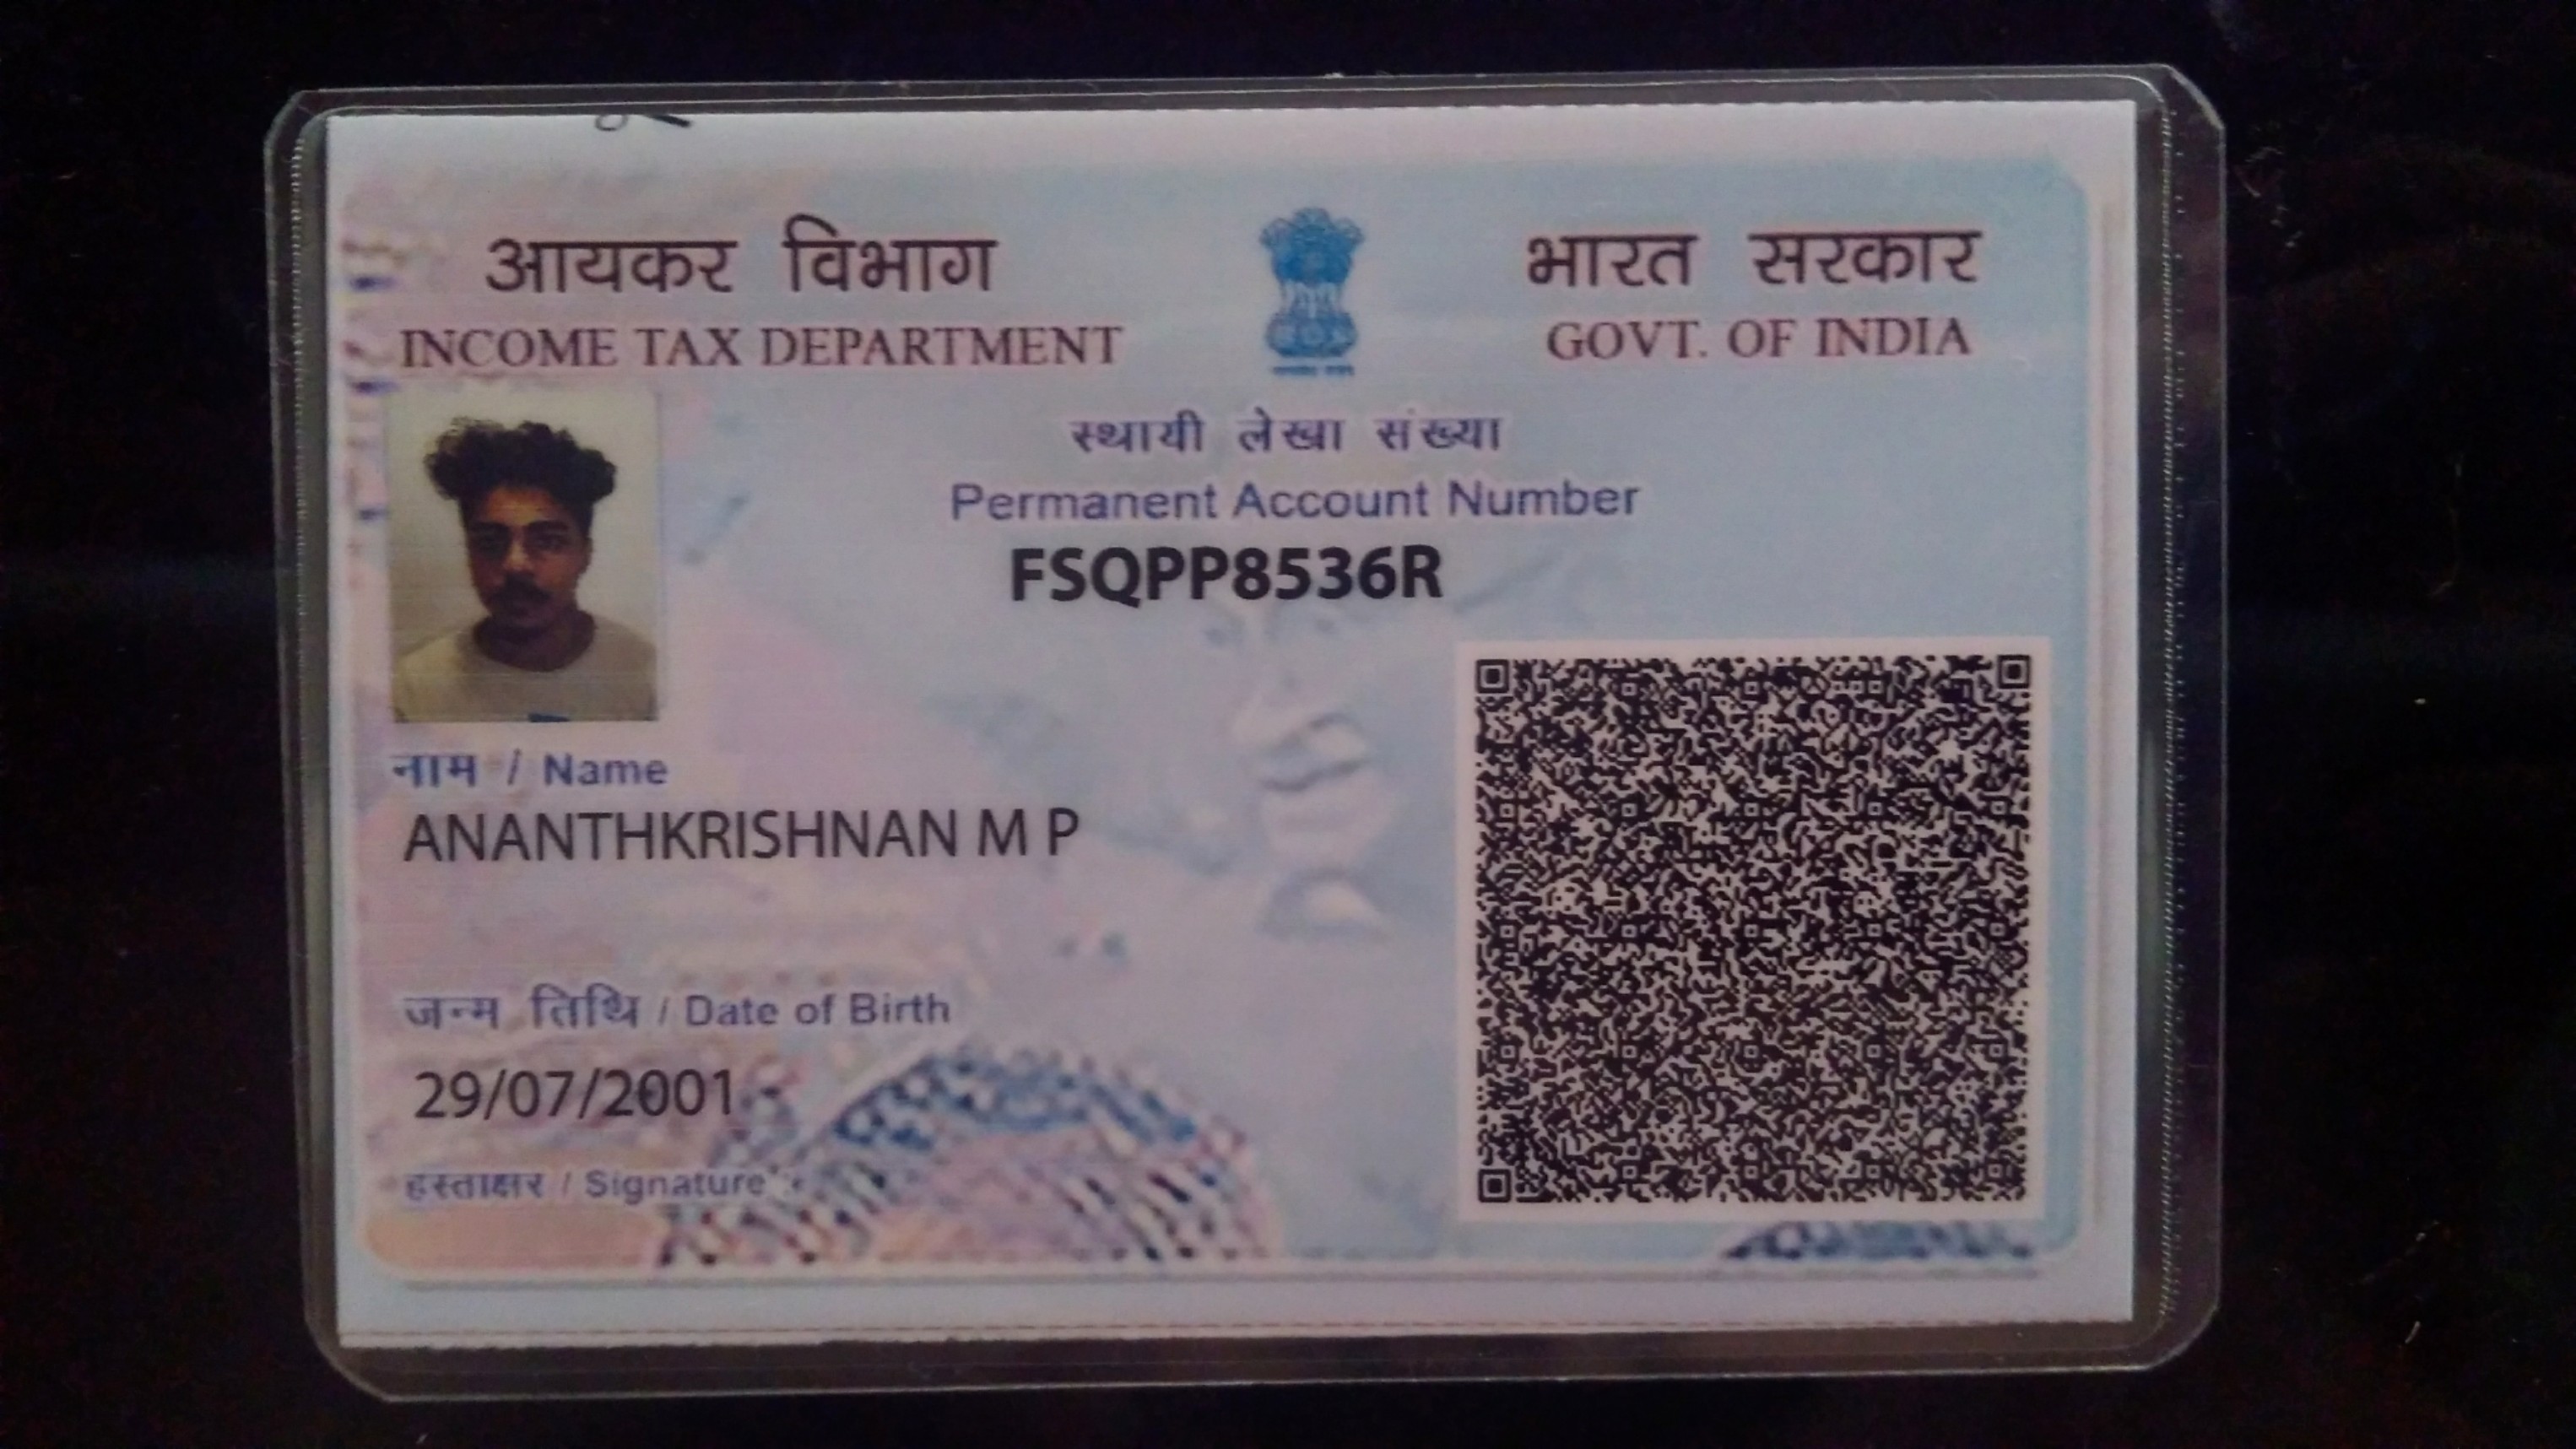 आयकर विभाग
INCOME TAX DEPARTMENT
भारत सरकार
GOVT. OF INDIA
स्थायी लेखा संख्या
Permanent Account Number
FSQPP8536R
नाम / Name
ANANTHKRISHNAN M P
जन्म तिथि / Date of Birth
29/07/2001
हस्ताक्षर / Signature